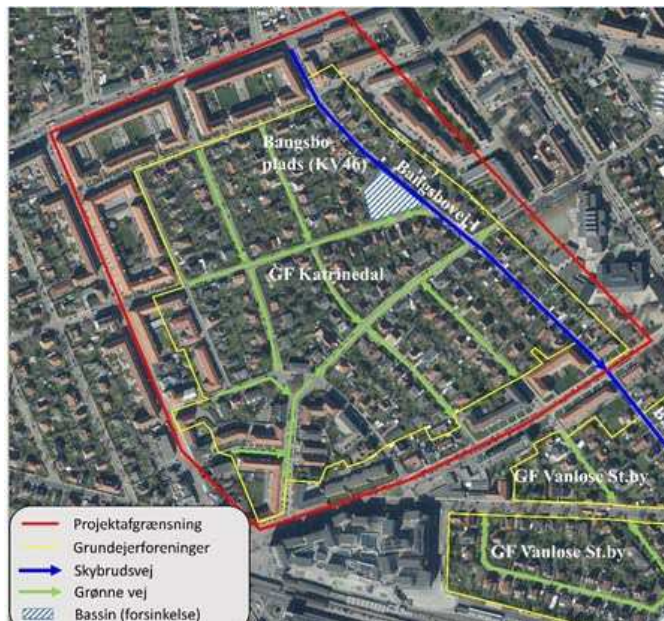 Bangsbo
plads (KV46)
Bangsbovej
GF Katrinedal
GF Vanløse St.by
GF Vanløse St.by
Projektafgrænsning
Grundejerforeninger
Skybrudsvej
Grønne vej
Bassin (forsinkelse)